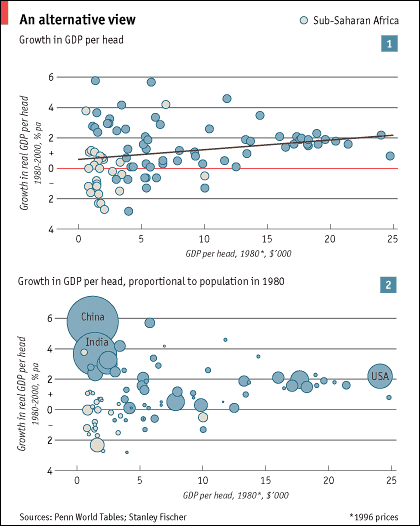 An alternative view
Sub-Saharan Africa
Growth in GDP per head
1
Growth in real GDP per head
1980-2000, % pa
6
4
2
+
0
–
2
4
0 5 10 15 20 25
GDP per head, 1980*, $'000
Growth in GDP per head, proportional to population in 1980
2
Growth in real GDP per head
1980-2000, % pa
6
4
2
+
0
–
2
4
China
India
USA
0 5 10 15 20 25
GDP per head, 1980*, $'000
Sources: Penn World Tables; Stanley Fischer
*1996 prices